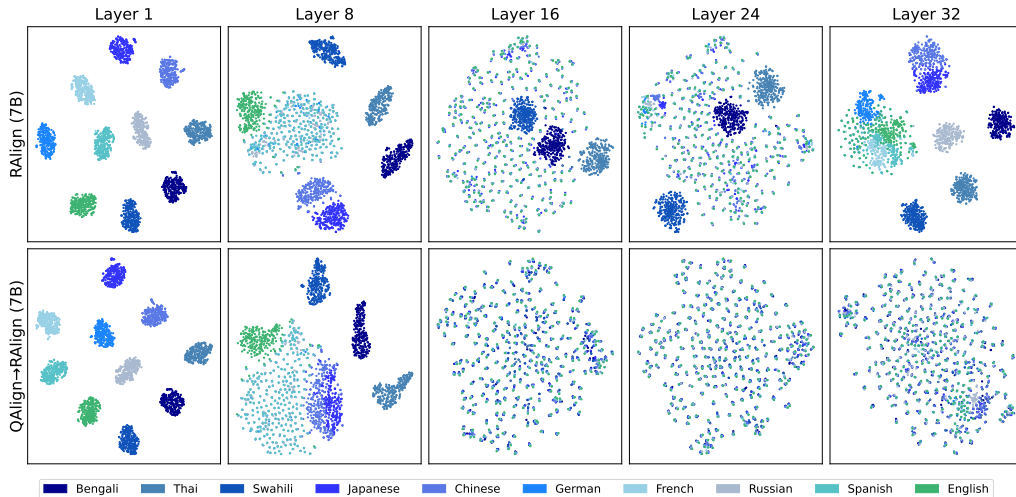 Layer 1 Layer 8 Layer 16 Layer 24 Layer 32
RAlign (7B)
QAlign→RAlign (7B)
Bengali Thai Swahili Japanese Chinese German French Russian Spanish English